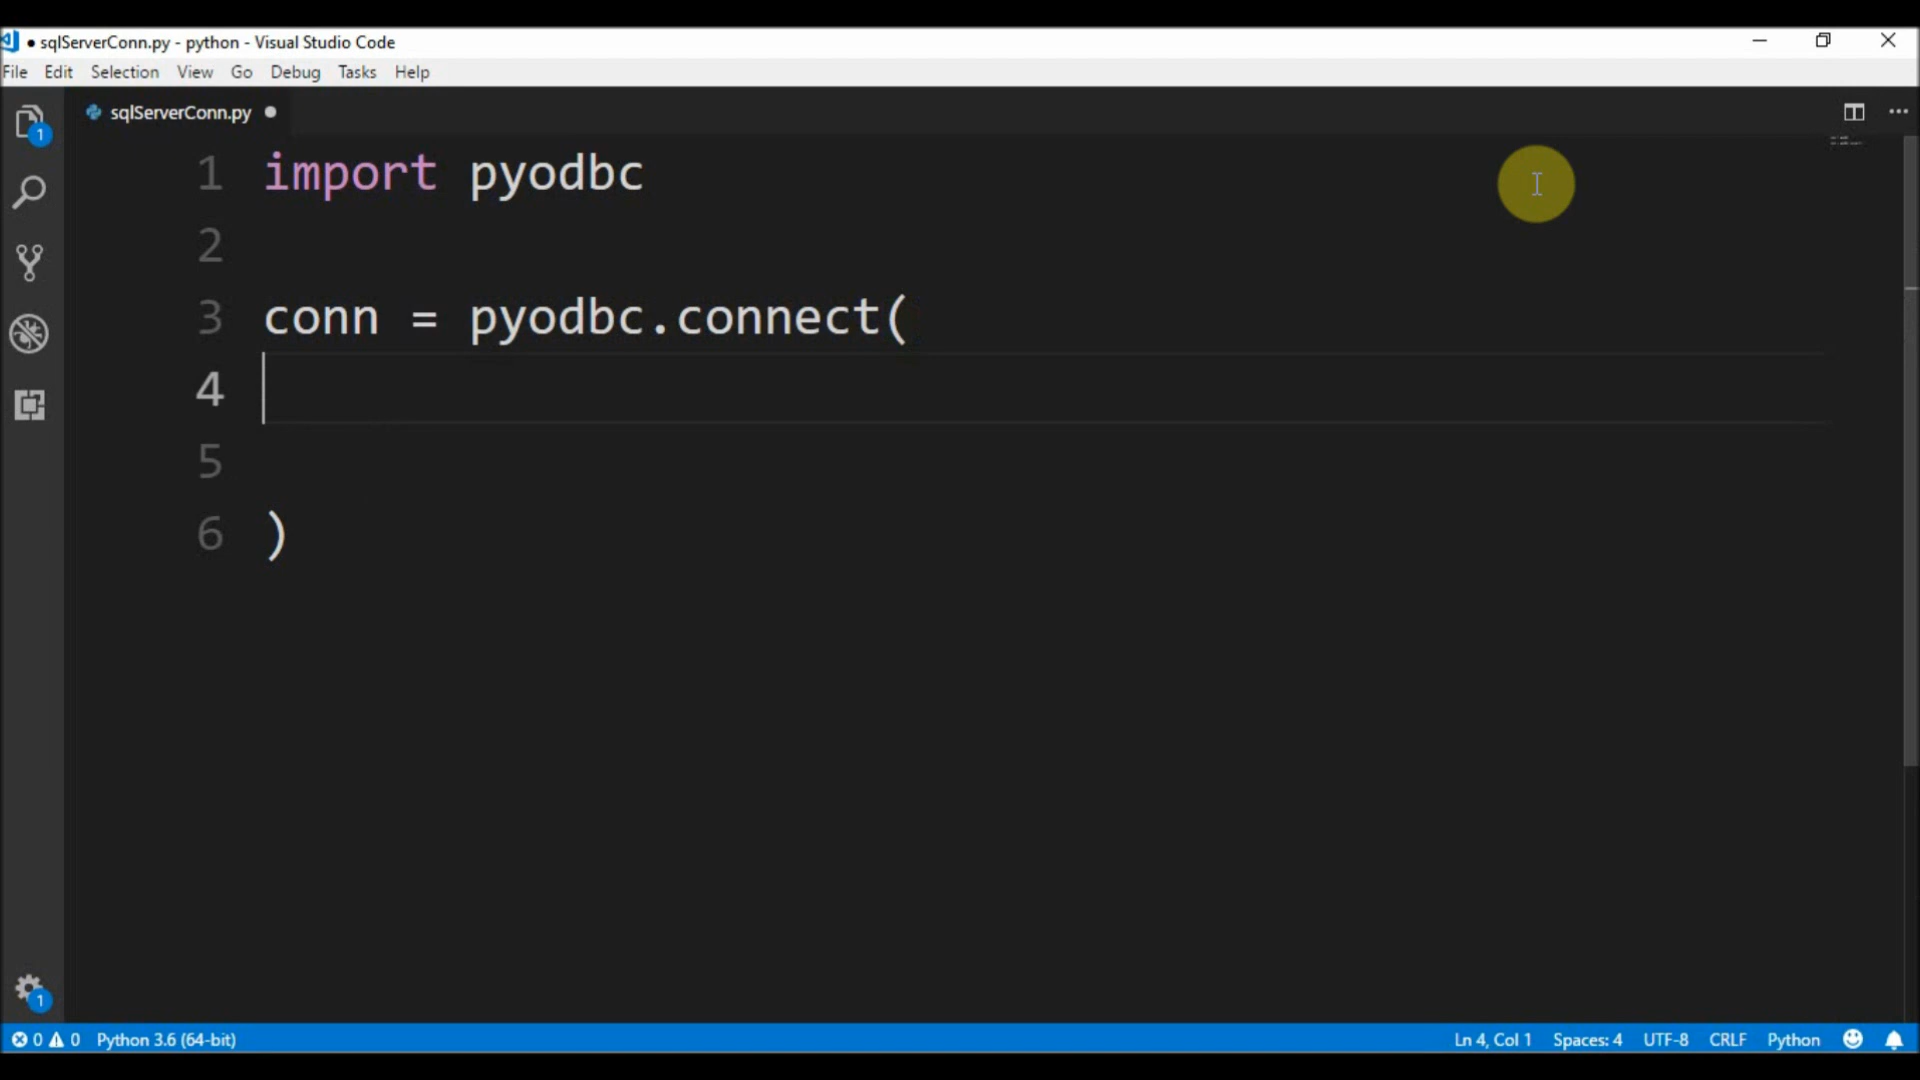 ● sqlServerConn.py - python - Visual Studio Code
File Edit Selection View Go Debug Tasks Help
sqlServerConn.py ●
1
1 import pyodbc
2
3 conn = pyodbc.connect(
4
5
6 )
1
0 0 Python 3.6 (64-bit) Ln 4, Col 1 Spaces: 4 UTF-8 CRLF Python